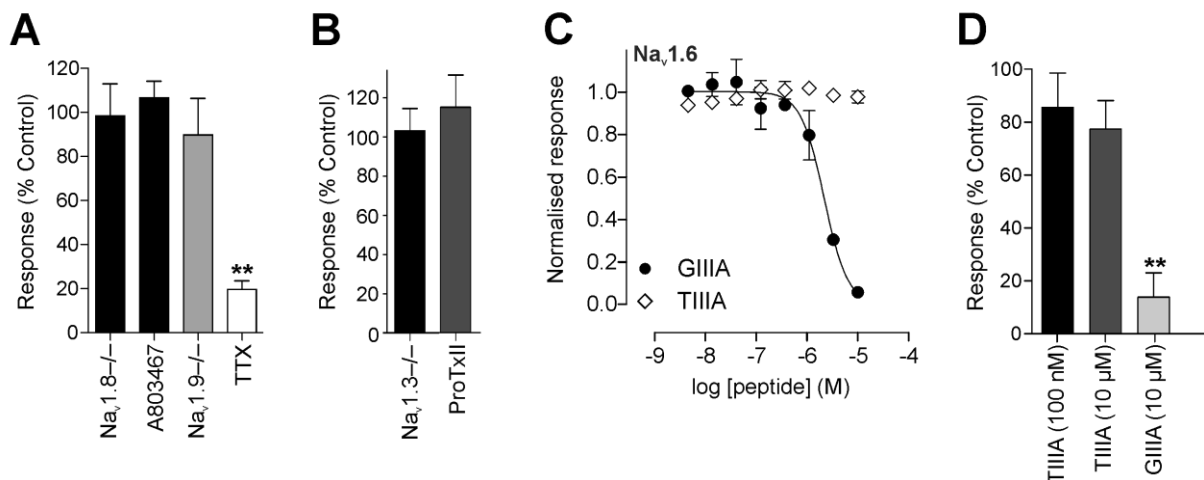 A
Response (% Control)
120
100
80
60
40
20
0
**
Nav1.8–/–
A803467
Nav1.9–/–
TTX
B
Response (% Control)
120
100
80
60
40
20
0
Nav1.3–/–
ProTxII
C
Nav1.6
Normalised response
1.0
0.8
0.6
0.4
0.2
0.0
GIIIA
TIIIA
-9 -8 -7 -6 -5 -4
log [peptide] (M)
D
Response (% Control)
100
80
60
40
20
0
**
TIIIA (100 nM)
TIIIA (10 µM)
GIIIA (10 µM)